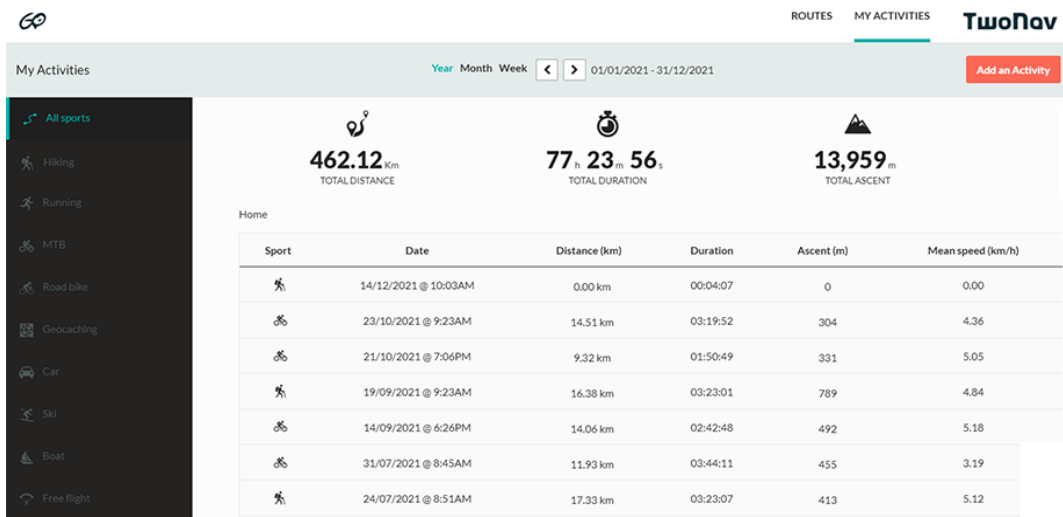 GO
ROUTES MY ACTIVITIES TwoNav
My Activities Year Month Week < > 01/01/2021 - 31/12/2021 Add an Activity
All sports
Hiking
Running
MTB
Road bike
Geocaching
Car
Ski
Boat
Free flight
462.12 Km 77 h 23 m 56 s 13,959 m
TOTAL DISTANCE TOTAL DURATION TOTAL ASCENT
Home
Sport Date Distance (km) Duration Ascent (m) Mean speed (km/h)
14/12/2021 @ 10:03AM 0.00 km 00:04:07 0 0.00
23/10/2021 @ 9:23AM 14.51 km 03:19:52 304 4.36
21/10/2021 @ 7:06PM 9.32 km 01:50:49 331 5.05
19/09/2021 @ 9:23AM 16.38 km 03:23:01 789 4.84
14/09/2021 @ 6:26PM 14.06 km 02:42:48 492 5.18
31/07/2021 @ 8:45AM 11.93 km 03:44:11 455 3.19
24/07/2021 @ 8:51AM 17.33 km 03:23:07 413 5.12